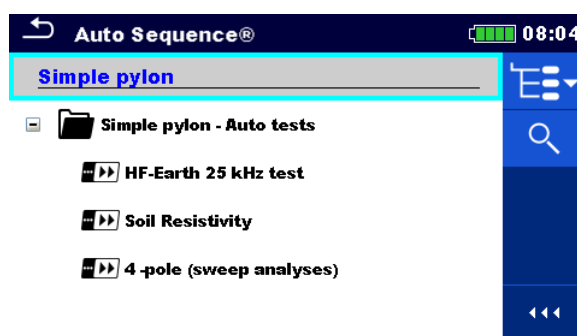 Auto Sequence®
08:04
Simple pylon
Simple pylon - Auto tests
HF-Earth 25 kHz test
Soil Resistivity
4 -pole (sweep analyses)